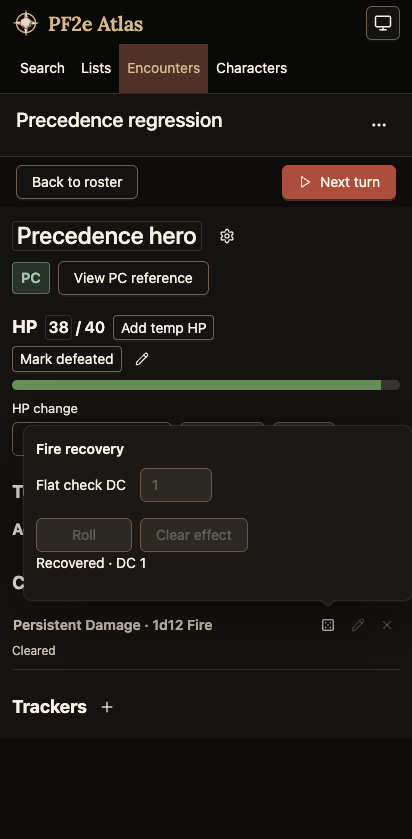 PF2e Atlas
Search Lists Encounters Characters
Precedence regression
Back to roster
Next turn
Precedence hero
PC
View PC reference
HP 38 / 40 Add temp HP
Mark defeated
HP change
Fire recovery
Flat check DC 1
Roll Clear effect
Recovered · DC 1
Persistent Damage · 1d12 Fire
Cleared
Trackers